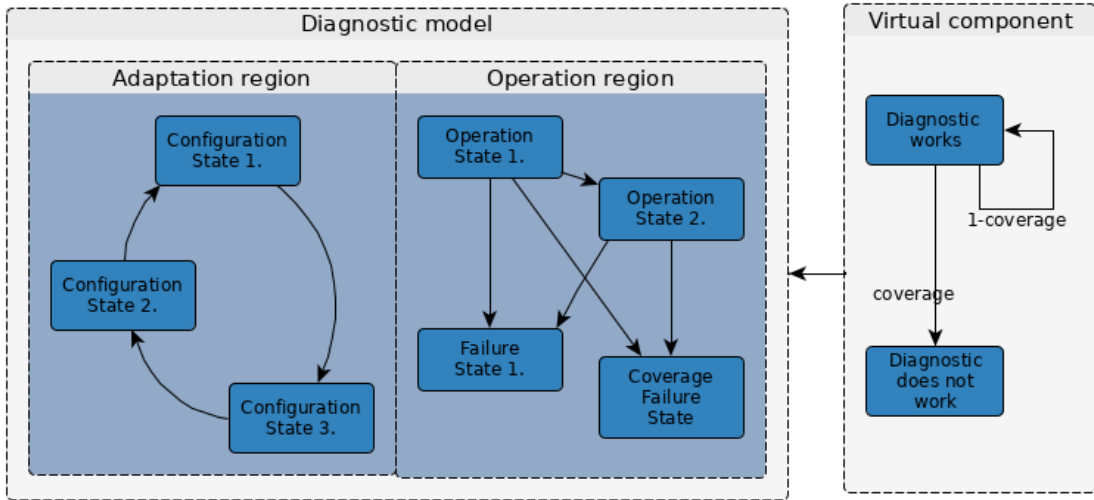 Diagnostic model
Adaptation region
Configuration
State 1.
Configuration
State 2.
Configuration
State 3.
Operation region
Operation
State 1.
Operation
State 2.
Failure
State 1.
Coverage
Failure
State
Virtual component
Diagnostic
works
1-coverage
coverage
Diagnostic
does not
work